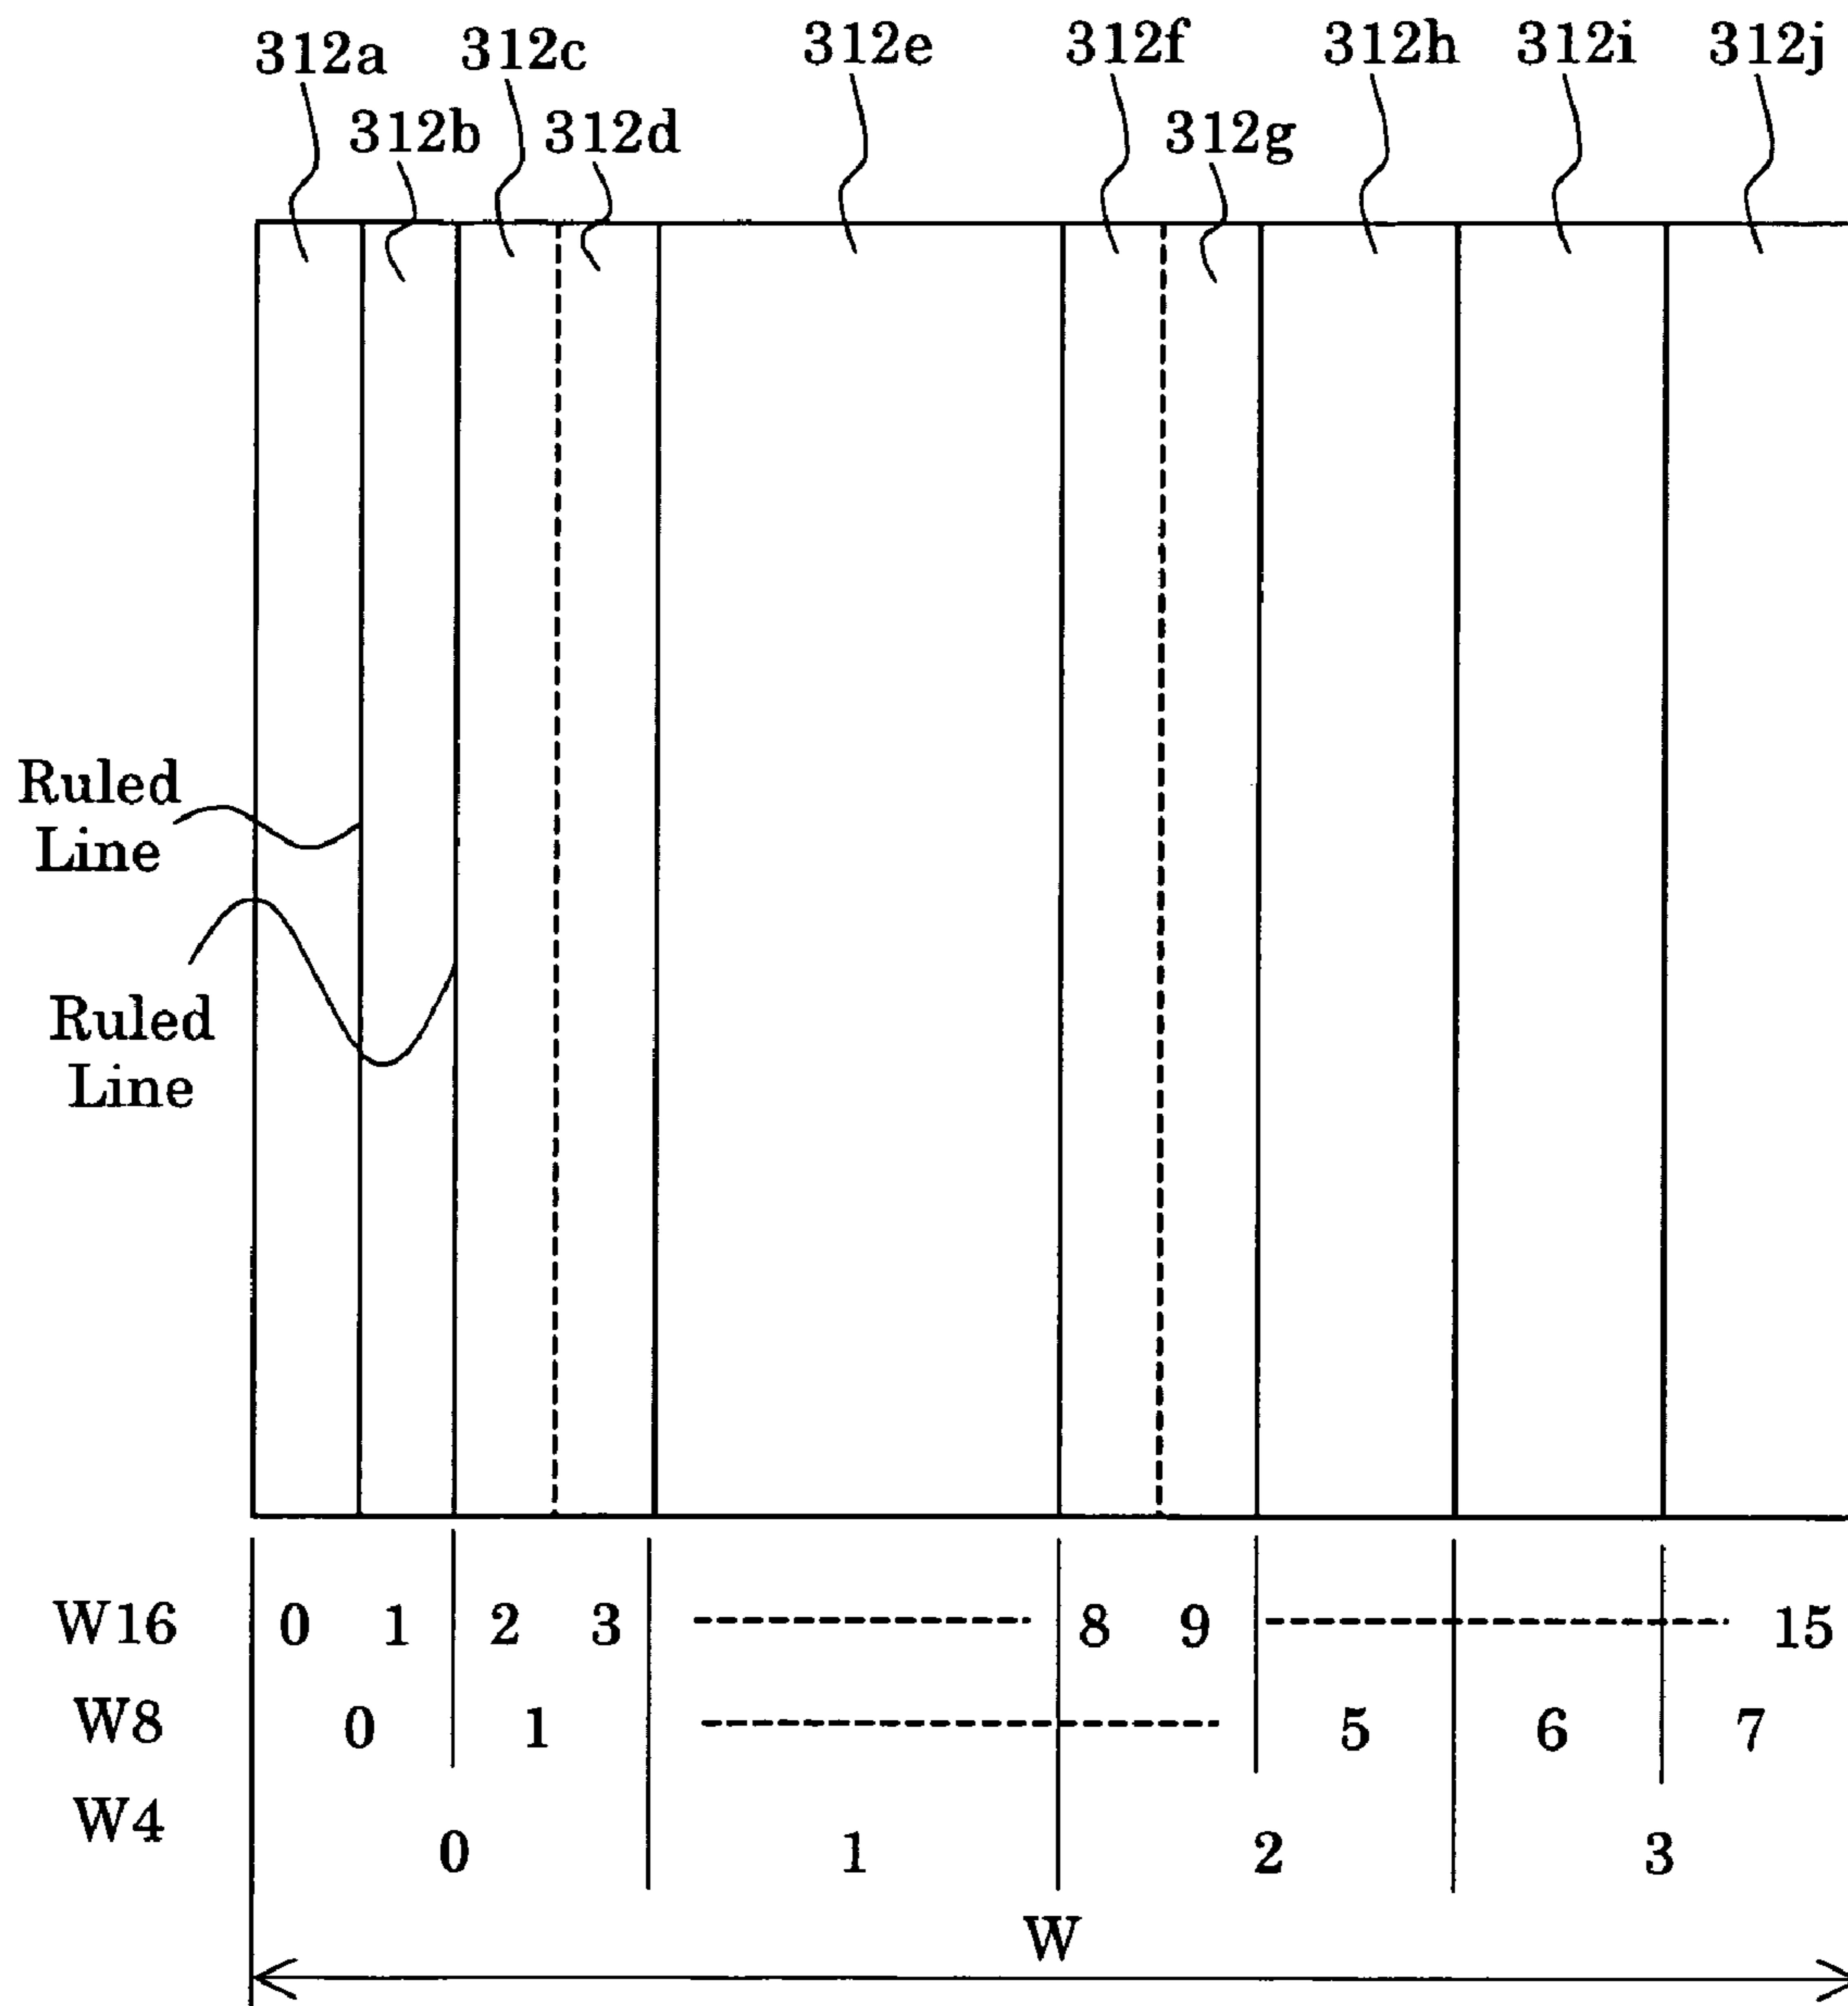 312a 312c 312e 312f 312h 312i 312j
312b 312d 312g
Ruled
Line
Ruled
Line
W16 0 1 2 3 8 9 15
W8 0 1 5 6 7
W4 0 1 2 3
W